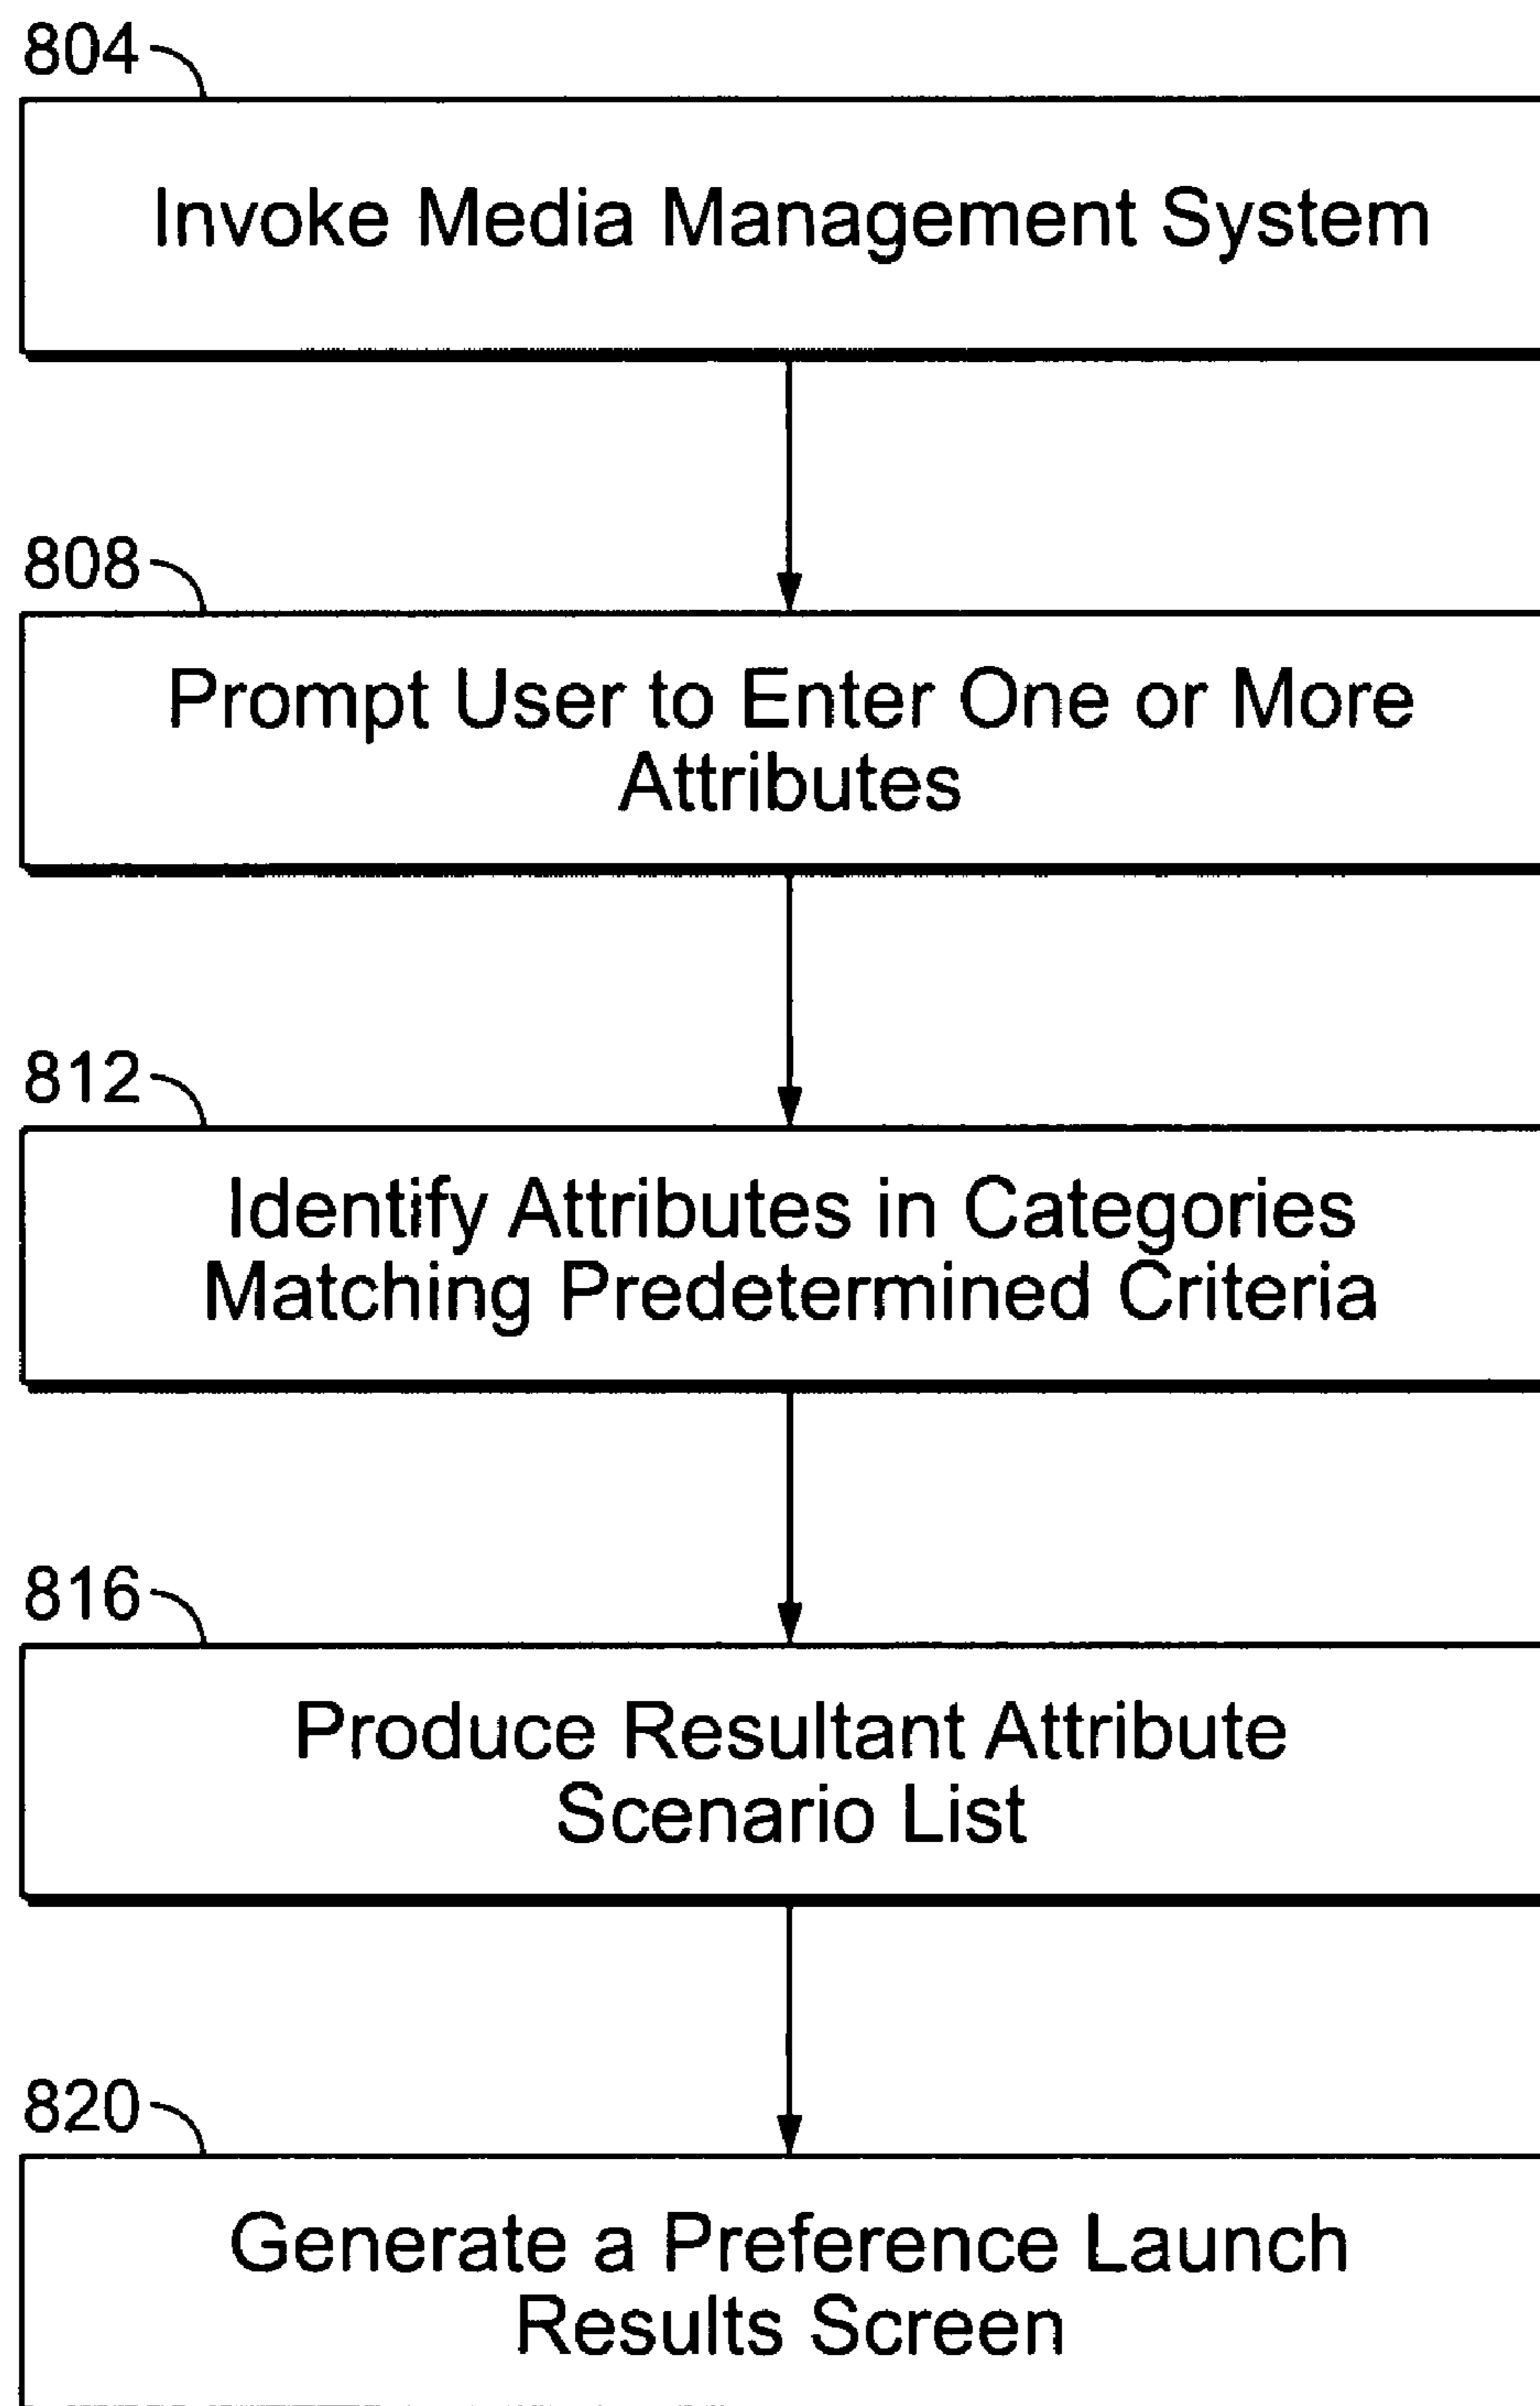 804
Invoke Media Management System
808
Prompt User to Enter One or More
Attributes
812
Identify Attributes in Categories
Matching Predetermined Criteria
816
Produce Resultant Attribute
Scenario List
820
Generate a Preference Launch
Results Screen